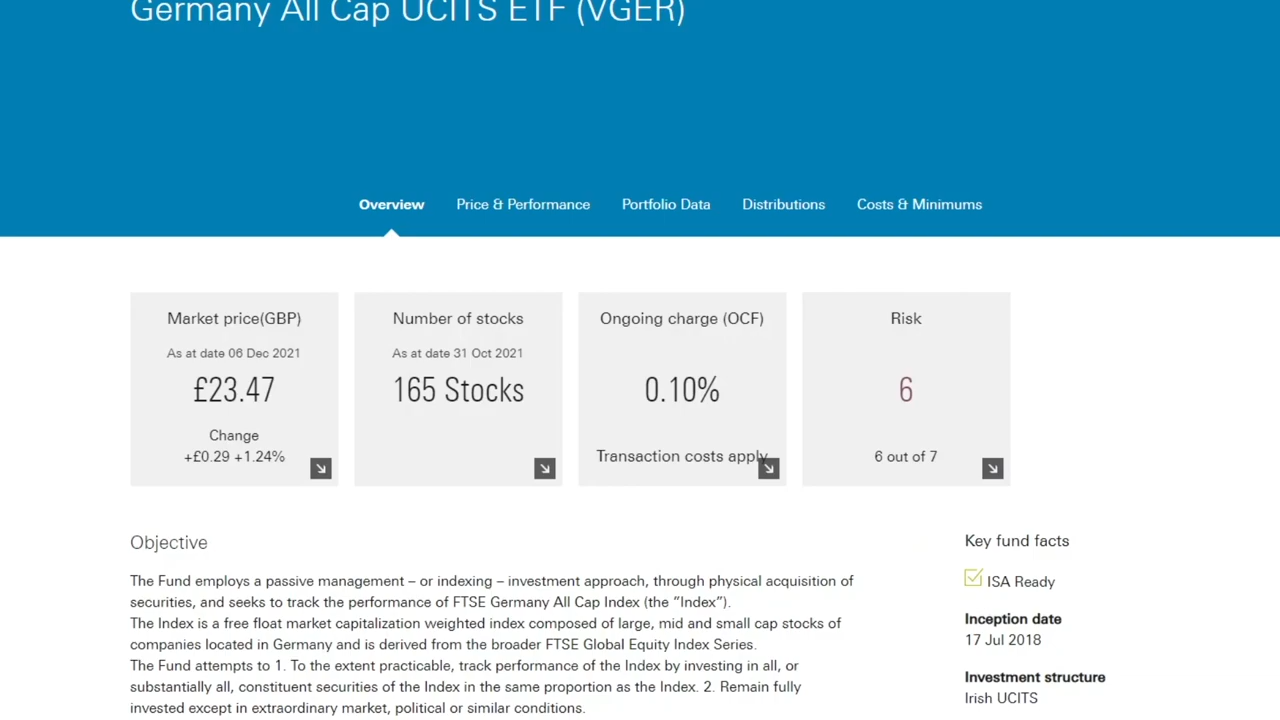 Germany All Cap UCITS ETF (VGER)
Overview Price & Performance Portfolio Data Distributions Costs & Minimums
Market price(GBP)
As at date 06 Dec 2021
£23.47
Change
+£0.29 +1.24%
Number of stocks
As at date 31 Oct 2021
165 Stocks
Ongoing charge (OCF)
0.10%
Transaction costs apply
Risk
6
6 out of 7
Objective
The Fund employs a passive management – or indexing – investment approach, through physical acquisition of
securities, and seeks to track the performance of FTSE Germany All Cap Index (the “Index”).
The Index is a free float market capitalization weighted index composed of large, mid and small cap stocks of
companies located in Germany and is derived from the broader FTSE Global Equity Index Series.
The Fund attempts to 1. To the extent practicable, track performance of the Index by investing in all, or
substantially all, constituent securities of the Index in the same proportion as the Index. 2. Remain fully
invested except in extraordinary market, political or similar conditions.
Key fund facts
ISA Ready
Inception date
17 Jul 2018
Investment structure
Irish UCITS